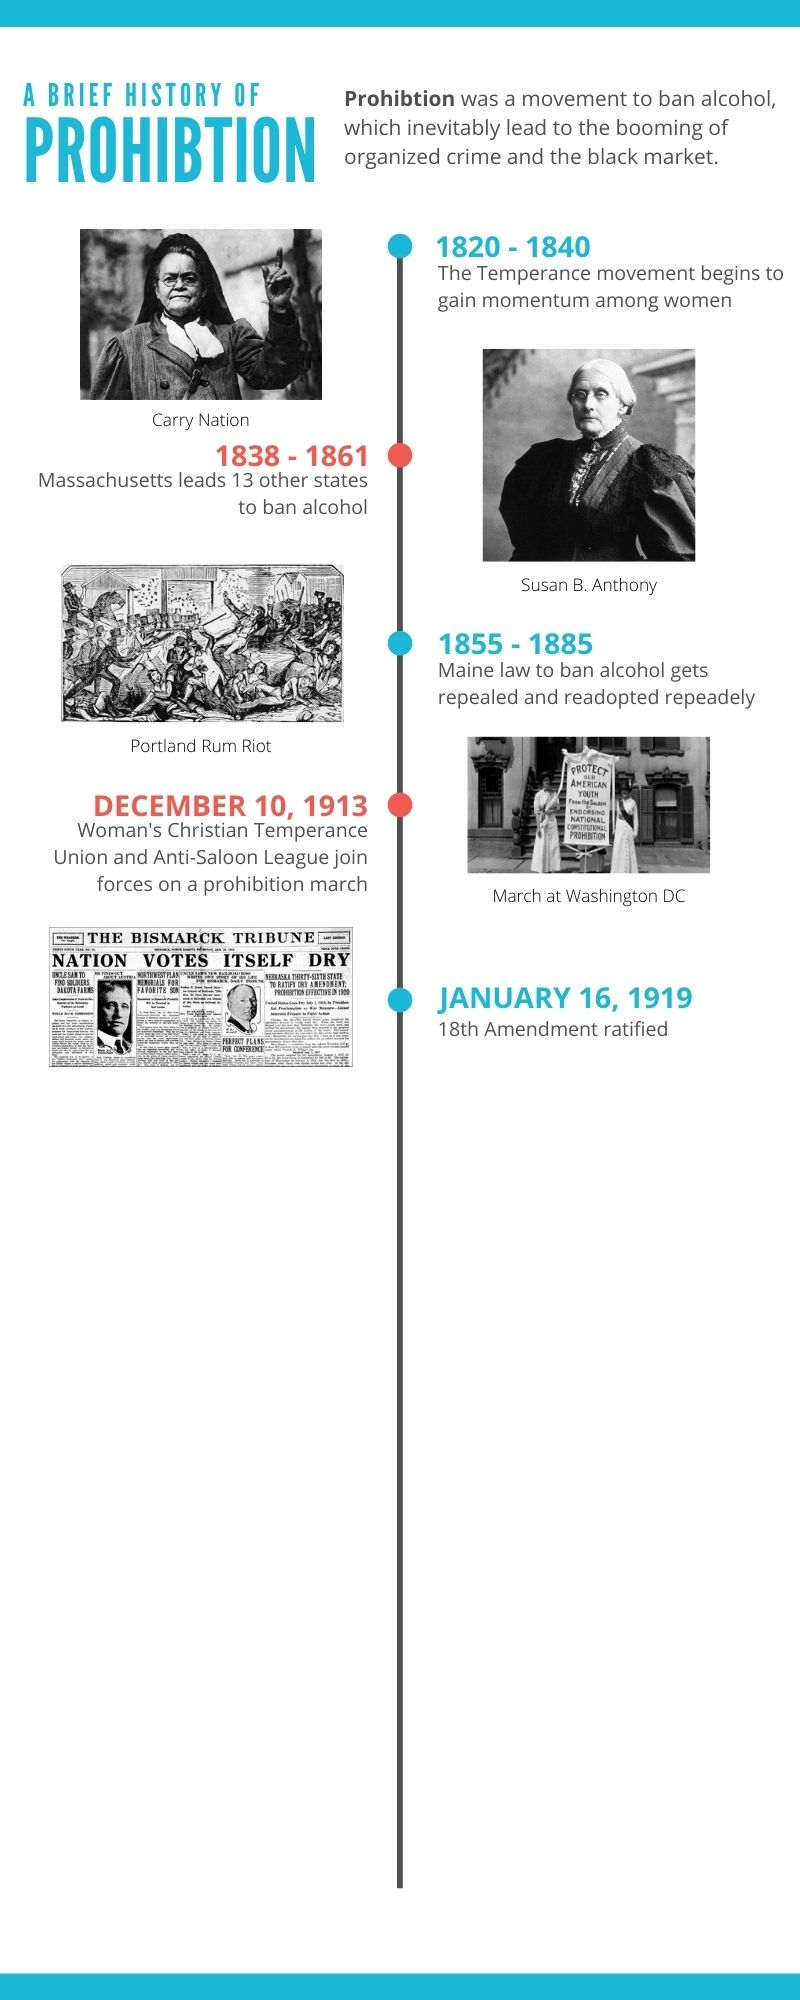 A BRIEF HISTORY OF
PROHIBTION
Prohibtion was a movement to ban alcohol,
which inevitably lead to the booming of
organized crime and the black market.
1820 - 1840
The Temperance movement begins to
gain momentum among women
Carry Nation
1838 - 1861
Massachusetts leads 13 other states
to ban alcohol
Susan B. Anthony
1855 - 1885
Maine law to ban alcohol gets
repealed and readopted repeadely
Portland Rum Riot
PROTECT
OUR
AMERICAN
YOUTH
FROM THE SALOON
BY
ENDORSING
NATIONAL
CONSTITUTIONAL
PROHIBITION
March at Washington DC
DECEMBER 10, 1913
Woman's Christian Temperance
Union and Anti-Saloon League join
forces on a prohibition march
THE BISMARCK TRIBUNE
LAST EDITION
NATION VOTES ITSELF DRY
UNCLE SAM TO
FIND SOLDIERS
DAKOTA FARMS
NORTHWEST PLAN
MEMORIALS FOR
FAVORITE SON
NEBRASKA THIRTY-SIXTH STATE
TO RATIFY DRY AMENDMENT;
PROHIBITION EFFECTIVE IN 1920
PERFECT PLANS
FOR CONFERENCE
JANUARY 16, 1919
18th Amendment ratified